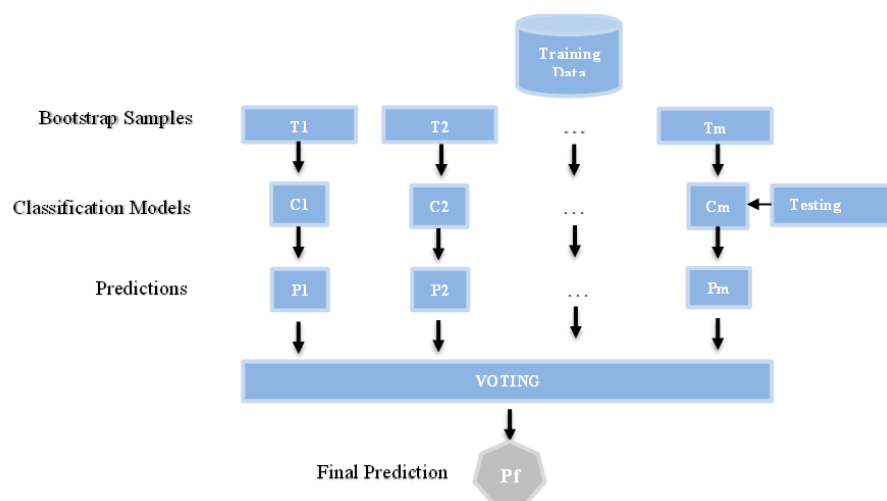 Training
Data
Bootstrap Samples
T1
T2
...
Tm
Classification Models
C1
C2
...
Cm
Testing
Predictions
P1
P2
...
Pm
VOTING
Final Prediction
Pf